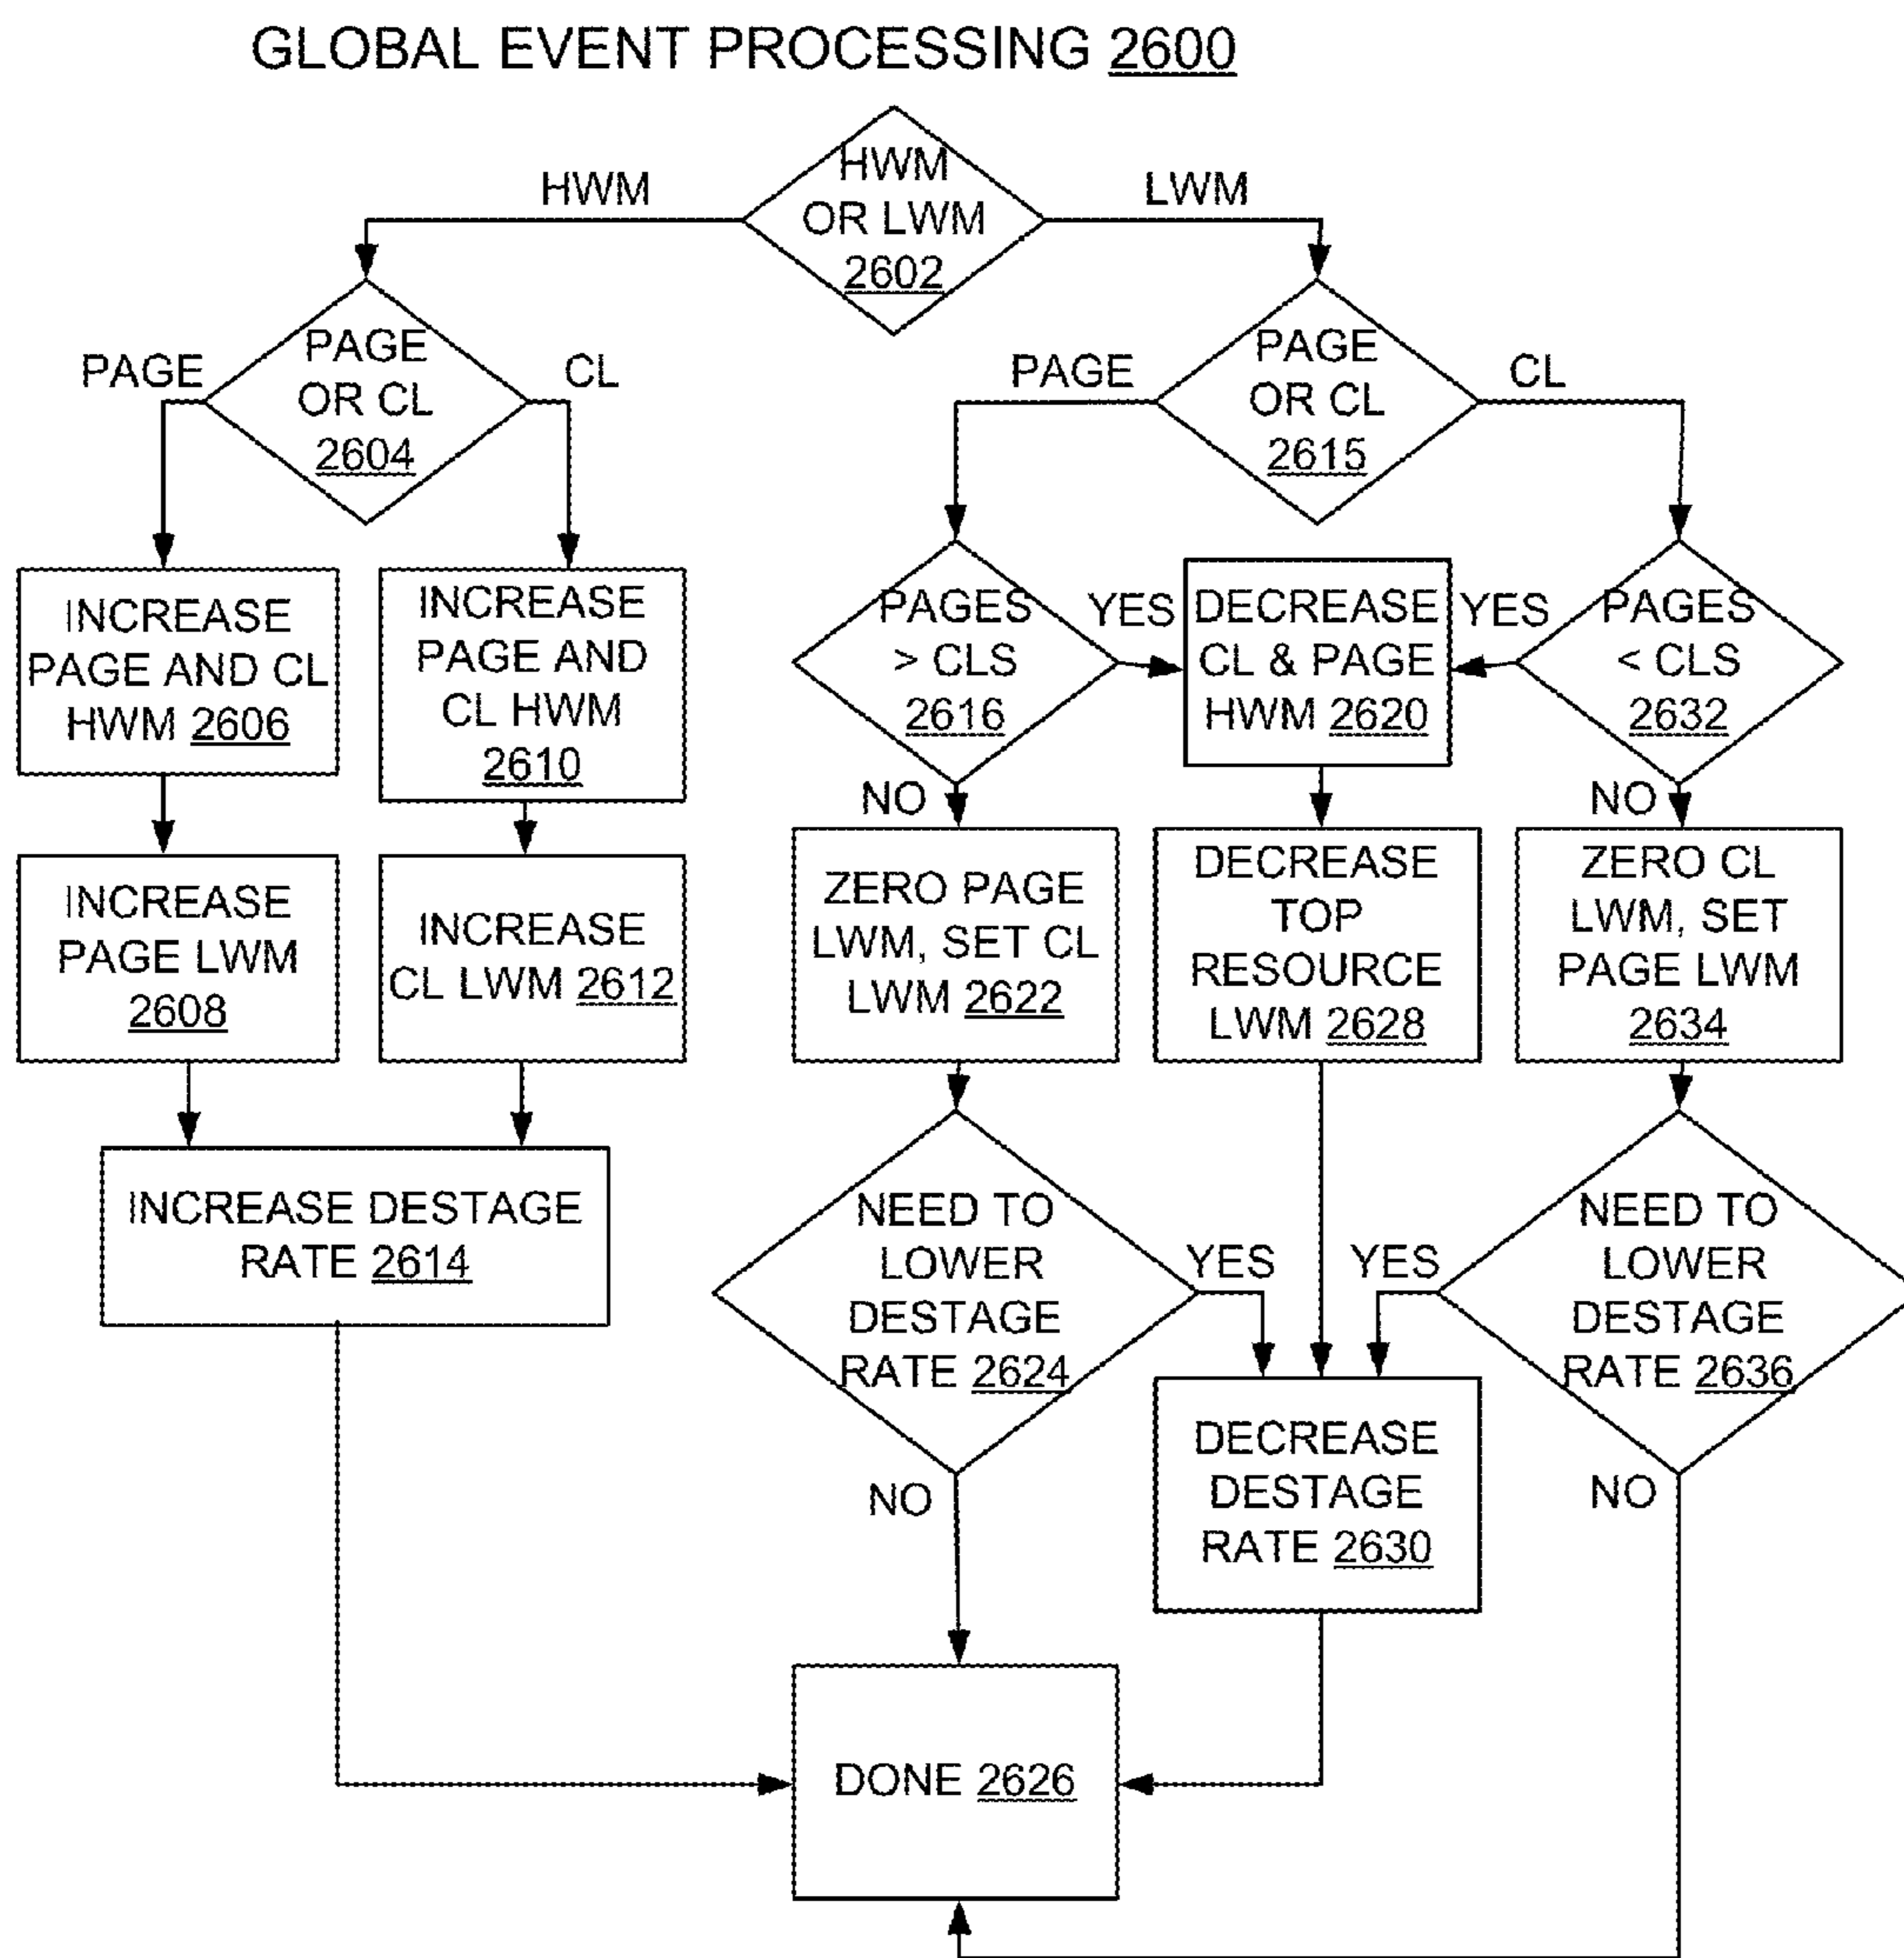 GLOBAL EVENT PROCESSING 2600
HWM
OR LWM
2602
HWM
LWM
PAGE
OR CL
2604
PAGE
CL
PAGE
OR CL
2615
PAGE
CL
INCREASE
PAGE AND CL
HWM 2606
INCREASE
PAGE AND
CL HWM
2610
PAGES
> CLS
2616
YES
DECREASE
CL & PAGE
HWM 2620
YES
PAGES
< CLS
2632
NO
NO
INCREASE
PAGE LWM
2608
INCREASE
CL LWM 2612
ZERO PAGE
LWM, SET CL
LWM 2622
DECREASE
TOP
RESOURCE
LWM 2628
ZERO CL
LWM, SET
PAGE LWM
2634
INCREASE DESTAGE
RATE 2614
NEED TO
LOWER
DESTAGE
RATE 2624
YES
YES
NEED TO
LOWER
DESTAGE
RATE 2636
NO
DECREASE
DESTAGE
RATE 2630
NO
DONE 2626